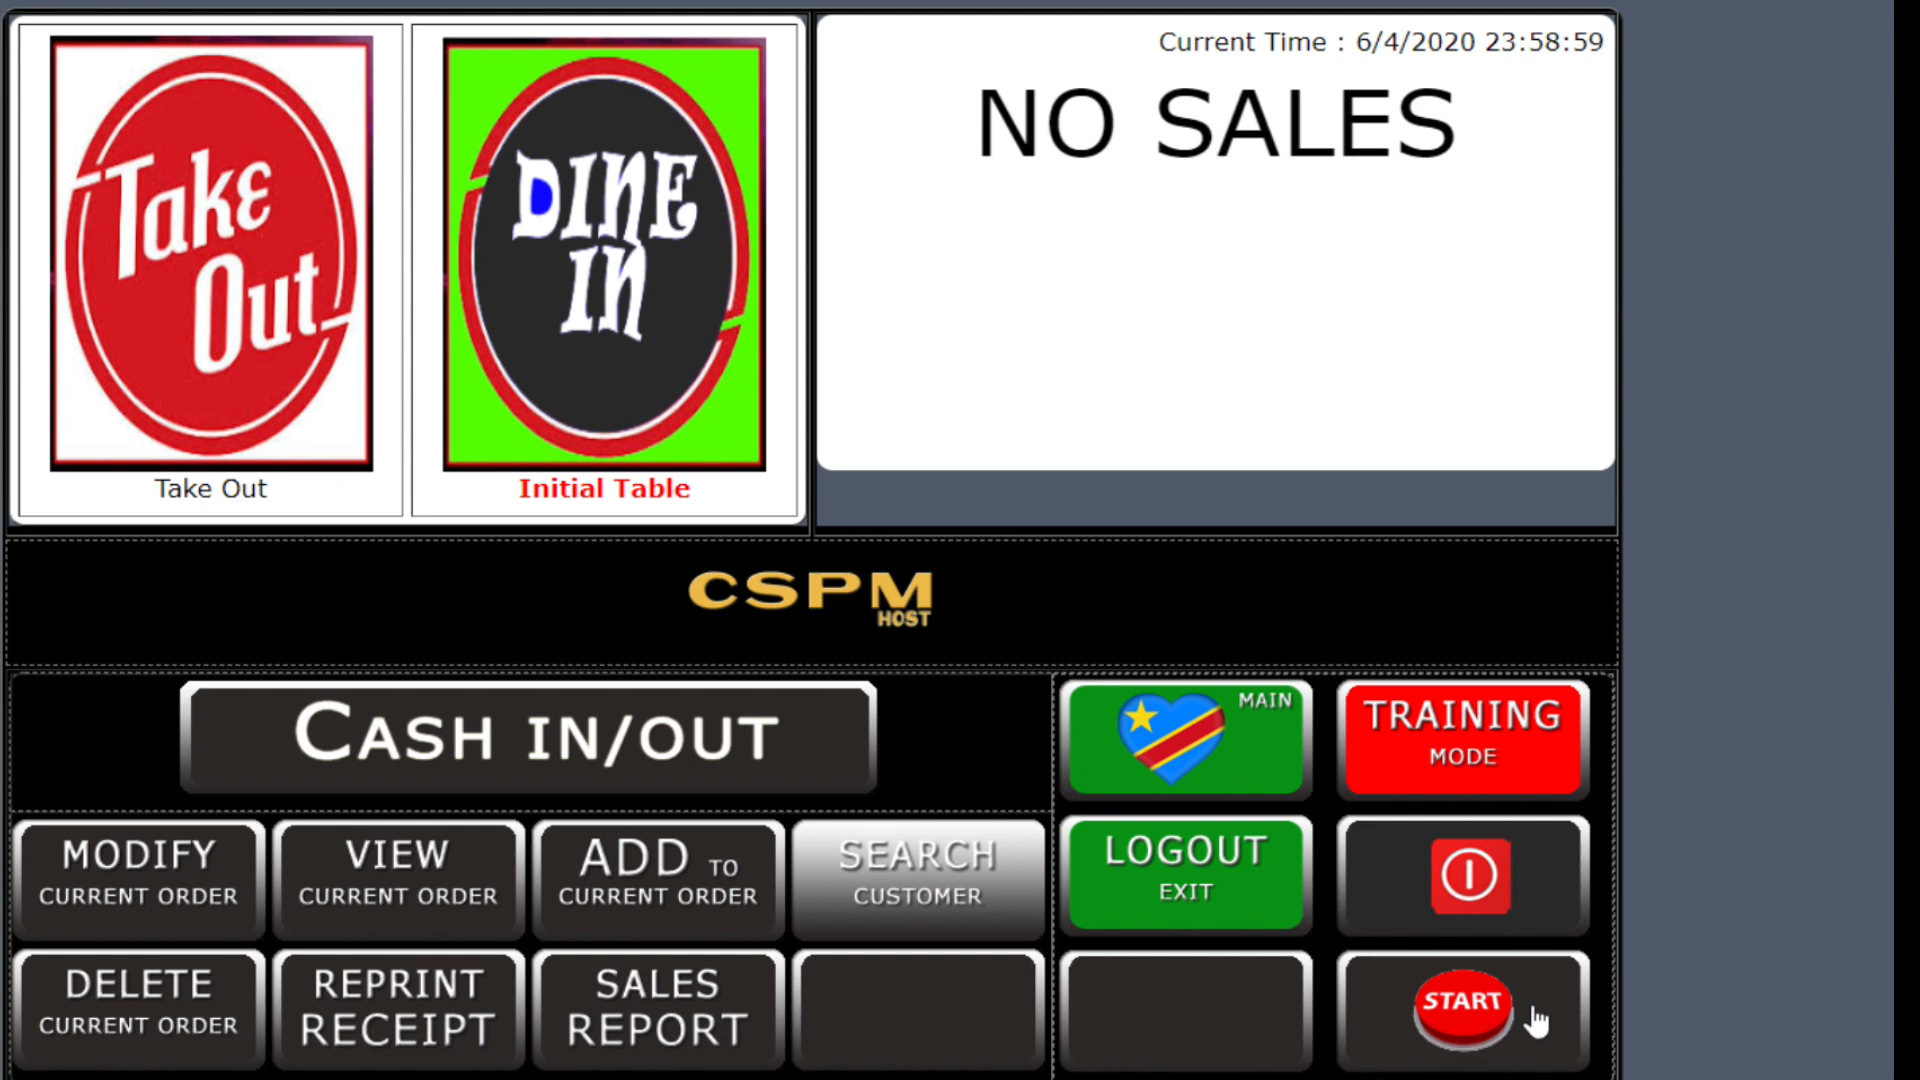 Take
Out
Take Out
DINE
IN
Initial Table
Current Time : 6/4/2020 23:58:59
NO SALES
CSPM
HOST
CASH IN/OUT
MAIN
TRAINING
MODE
MODIFY
CURRENT ORDER
VIEW
CURRENT ORDER
ADD TO
CURRENT ORDER
SEARCH
CUSTOMER
LOGOUT
EXIT
DELETE
CURRENT ORDER
REPRINT
RECEIPT
SALES
REPORT
START